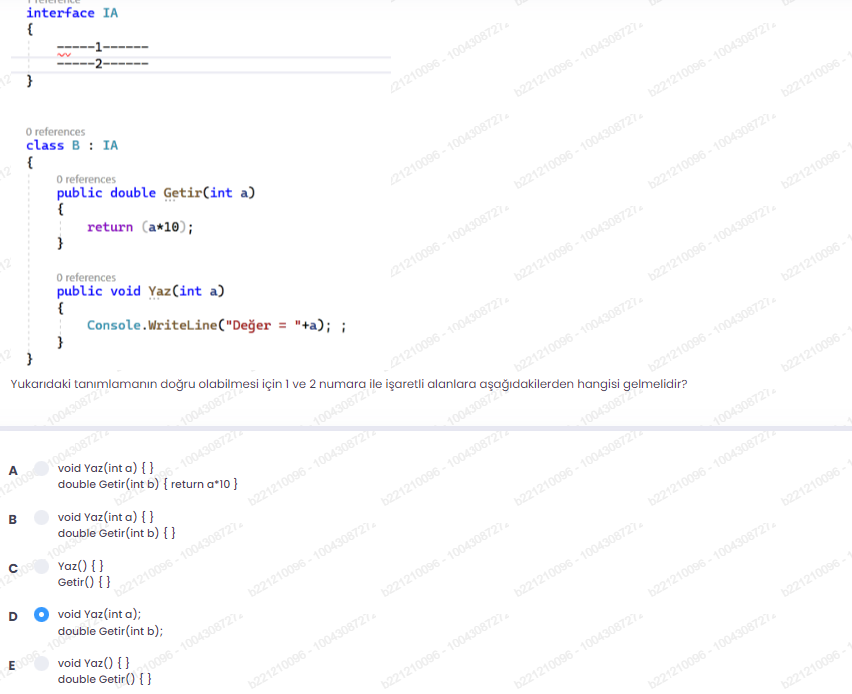 interface IA
{
-----1------
-----2------
}
0 references
class B : IA
{
0 references
public double Getir(int a)
{
return (a*10);
}
0 references
public void Yaz(int a)
{
Console.WriteLine("Değer = "+a); ;
}
}
Yukarıdaki tanımlamanın doğru olabilmesi için 1 ve 2 numara ile işaretli alanlara aşağıdakilerden hangisi gelmelidir?
A
void Yaz(int a) { }
double Getir(int b) { return a*10 }
B
void Yaz(int a) { }
double Getir(int b) { }
C
Yaz() { }
Getir() { }
D
void Yaz(int a);
double Getir(int b);
E
void Yaz() { }
double Getir() { }